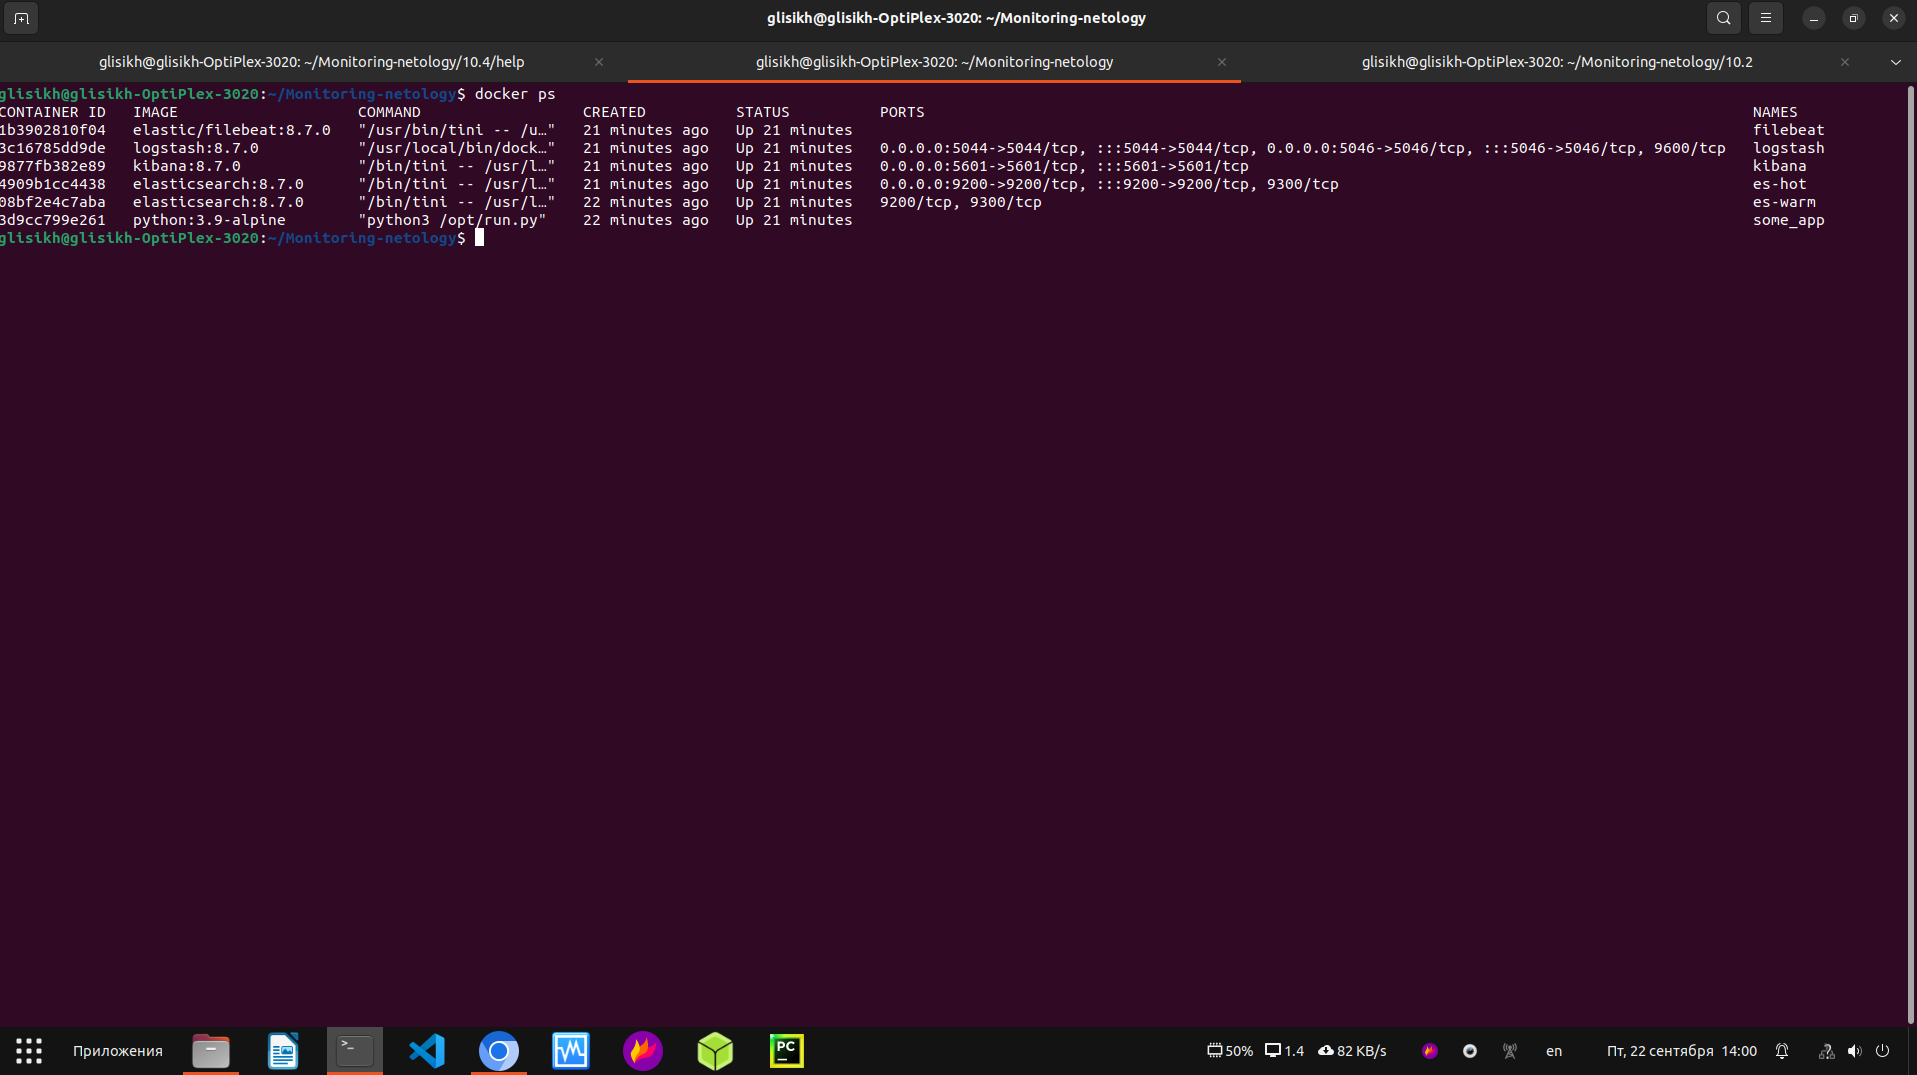 glisikh@glisikh-OptiPlex-3020: ~/Monitoring-netology
glisikh@glisikh-OptiPlex-3020: ~/Monitoring-netology/10.4/help
glisikh@glisikh-OptiPlex-3020: ~/Monitoring-netology
glisikh@glisikh-OptiPlex-3020: ~/Monitoring-netology/10.2
glisikh@glisikh-OptiPlex-3020:~/Monitoring-netology$ docker ps
CONTAINER ID IMAGE COMMAND CREATED STATUS PORTS NAMES
1b3902810f04 elastic/filebeat:8.7.0 "/usr/bin/tini -- /u…" 21 minutes ago Up 21 minutes filebeat
3c16785dd9de logstash:8.7.0 "/usr/local/bin/dock…" 21 minutes ago Up 21 minutes 0.0.0.0:5044->5044/tcp, :::5044->5044/tcp, 0.0.0.0:5046->5046/tcp, :::5046->5046/tcp, 9600/tcp logstash
9877fb382e89 kibana:8.7.0 "/bin/tini -- /usr/l…" 21 minutes ago Up 21 minutes 0.0.0.0:5601->5601/tcp, :::5601->5601/tcp kibana
4909b1cc4438 elasticsearch:8.7.0 "/bin/tini -- /usr/l…" 21 minutes ago Up 21 minutes 0.0.0.0:9200->9200/tcp, :::9200->9200/tcp, 9300/tcp es-hot
08bf2e4c7aba elasticsearch:8.7.0 "/bin/tini -- /usr/l…" 22 minutes ago Up 21 minutes 9200/tcp, 9300/tcp es-warm
3d9cc799e261 python:3.9-alpine "python3 /opt/run.py" 22 minutes ago Up 21 minutes some_app
glisikh@glisikh-OptiPlex-3020:~/Monitoring-netology$
Приложения >_ PC 50% 1.4 82 KB/s en Пт, 22 сентября 14:00